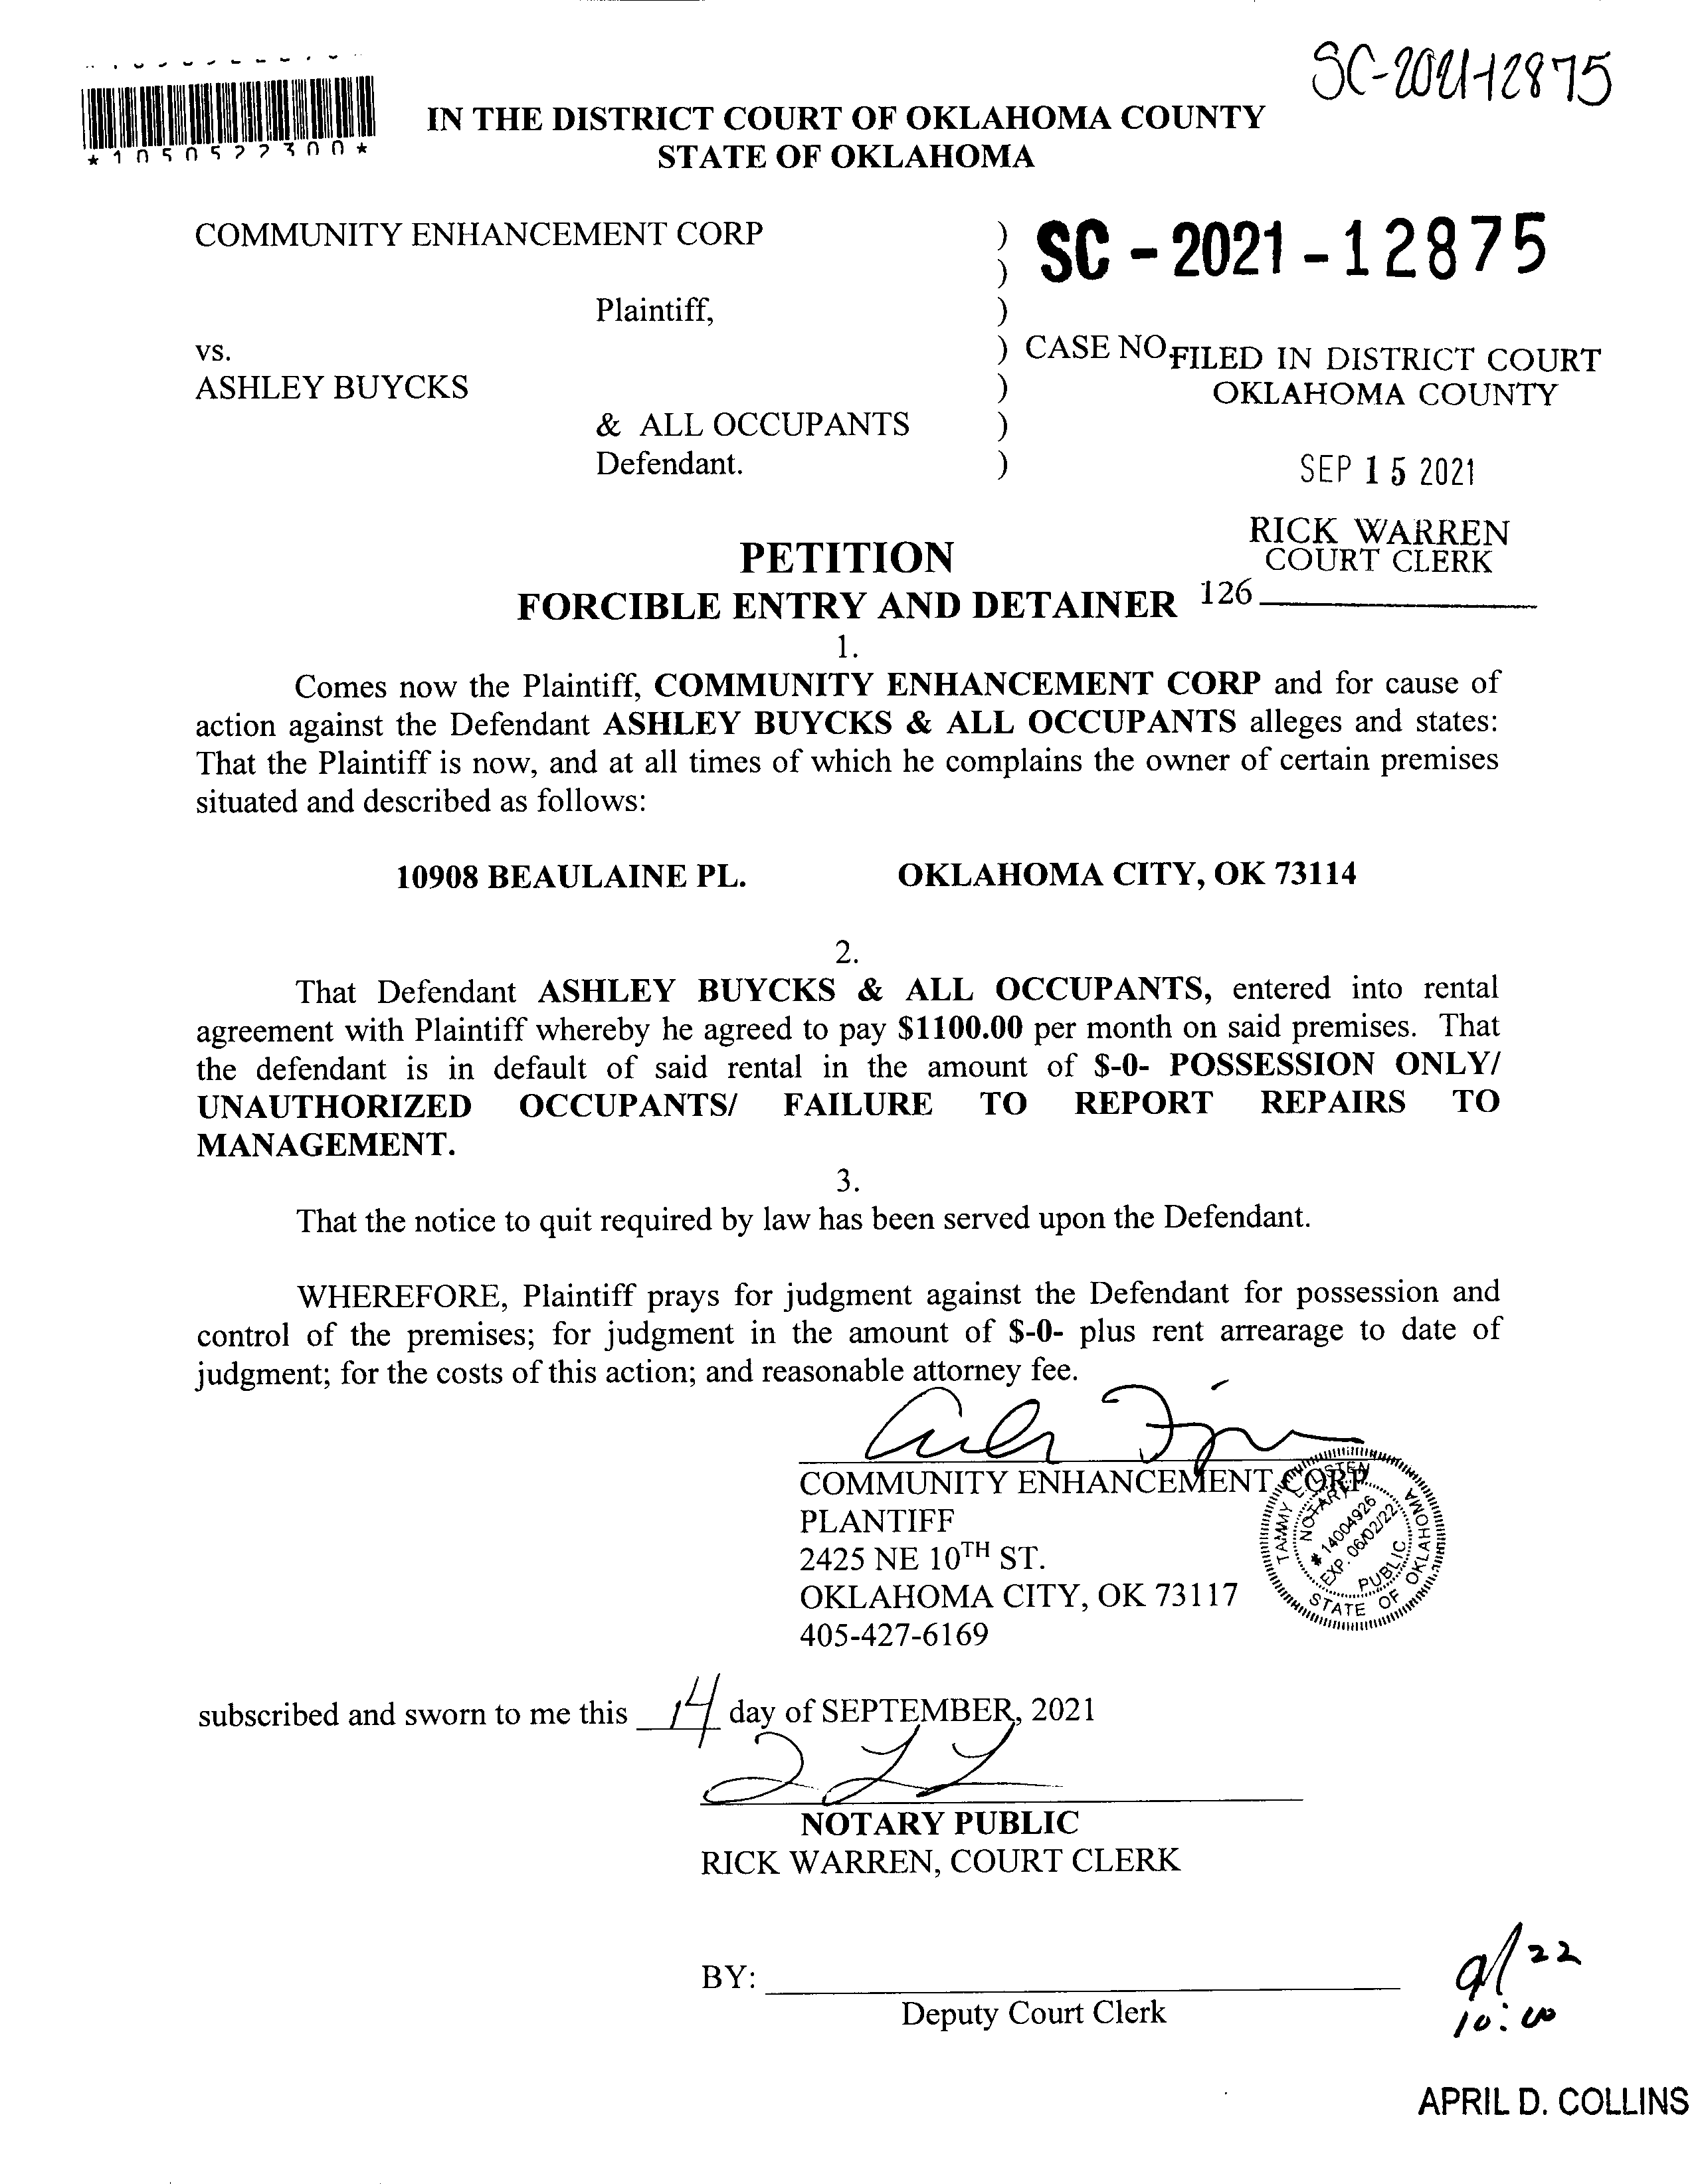 SC-2021-12875
*1050522300*
IN THE DISTRICT COURT OF OKLAHOMA COUNTY
STATE OF OKLAHOMA
COMMUNITY ENHANCEMENT CORP )
) SC - 2021 - 12875
Plaintiff, )
vs. ) CASE NO
FILED IN DISTRICT COURT
OKLAHOMA COUNTY
ASHLEY BUYCKS )
& ALL OCCUPANTS )
Defendant. )
SEP 15 2021
RICK WARREN
COURT CLERK
126
PETITION
FORCIBLE ENTRY AND DETAINER
1.
Comes now the Plaintiff, COMMUNITY ENHANCEMENT CORP and for cause of
action against the Defendant ASHLEY BUYCKS & ALL OCCUPANTS alleges and states:
That the Plaintiff is now, and at all times of which he complains the owner of certain premises
situated and described as follows:
10908 BEAULAINE PL. OKLAHOMA CITY, OK 73114
2.
That Defendant ASHLEY BUYCKS & ALL OCCUPANTS, entered into rental
agreement with Plaintiff whereby he agreed to pay $1100.00 per month on said premises. That
the defendant is in default of said rental in the amount of $-0- POSSESSION ONLY/
UNAUTHORIZED OCCUPANTS/ FAILURE TO REPORT REPAIRS TO
MANAGEMENT.
3.
That the notice to quit required by law has been served upon the Defendant.
WHEREFORE, Plaintiff prays for judgment against the Defendant for possession and
control of the premises; for judgment in the amount of $-0- plus rent arrearage to date of
judgment; for the costs of this action; and reasonable attorney fee.
COMMUNITY ENHANCEMENT CORP.
PLANTIFF
2425 NE 10TH ST.
OKLAHOMA CITY, OK 73117
405-427-6169
TAMMY
NOTARY
# 14004926
EXP. 06/02/22
PUBLIC
STATE OF OKLAHOMA
subscribed and sworn to me this 14 day of SEPTEMBER, 2021
NOTARY PUBLIC
RICK WARREN, COURT CLERK
BY:
Deputy Court Clerk
9/22
10:00
APRIL D. COLLINS